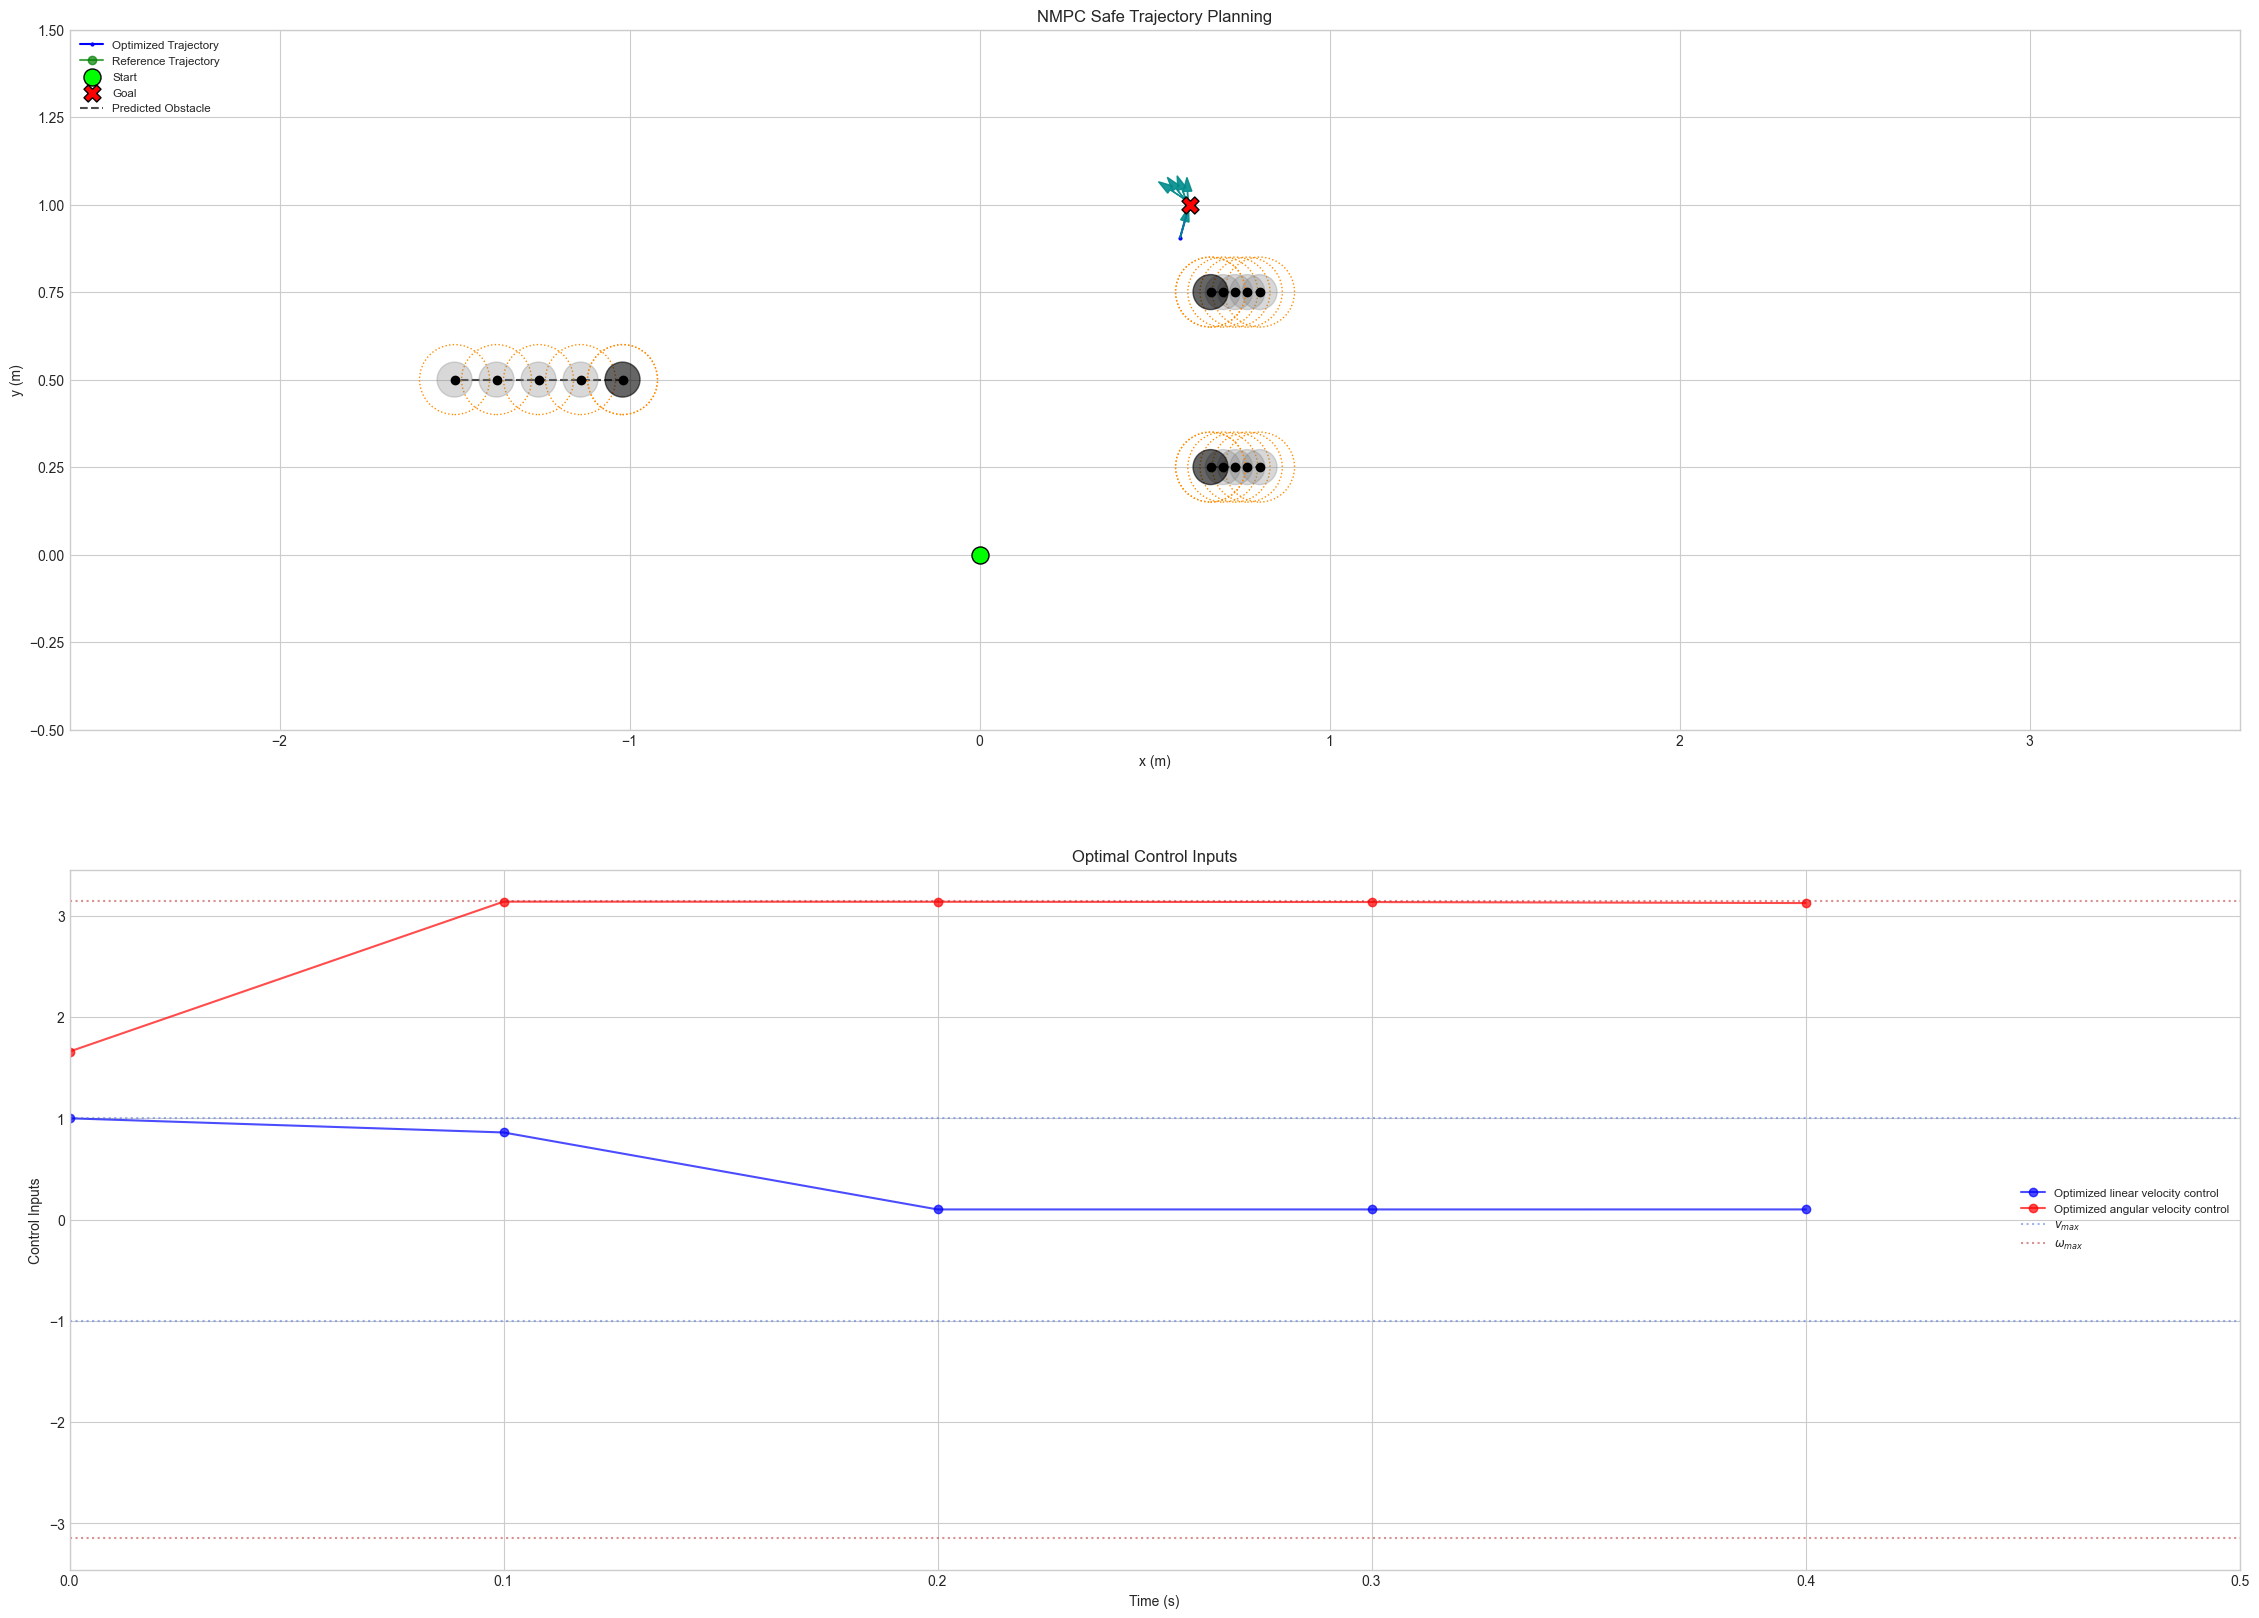 NMPC Safe Trajectory Planning
1.50
1.25
1.00
0.75
0.50
0.25
0.00
−0.25
−0.50
y (m)
Optimized Trajectory
Reference Trajectory
Start
Goal
Predicted Obstacle
−2
−1
0
1
2
3
x (m)
Optimal Control Inputs
3
2
1
0
−1
−2
−3
Control Inputs
Optimized linear velocity control
Optimized angular velocity control
v_max
ω_max
0.0
0.1
0.2
0.3
0.4
0.5
Time (s)